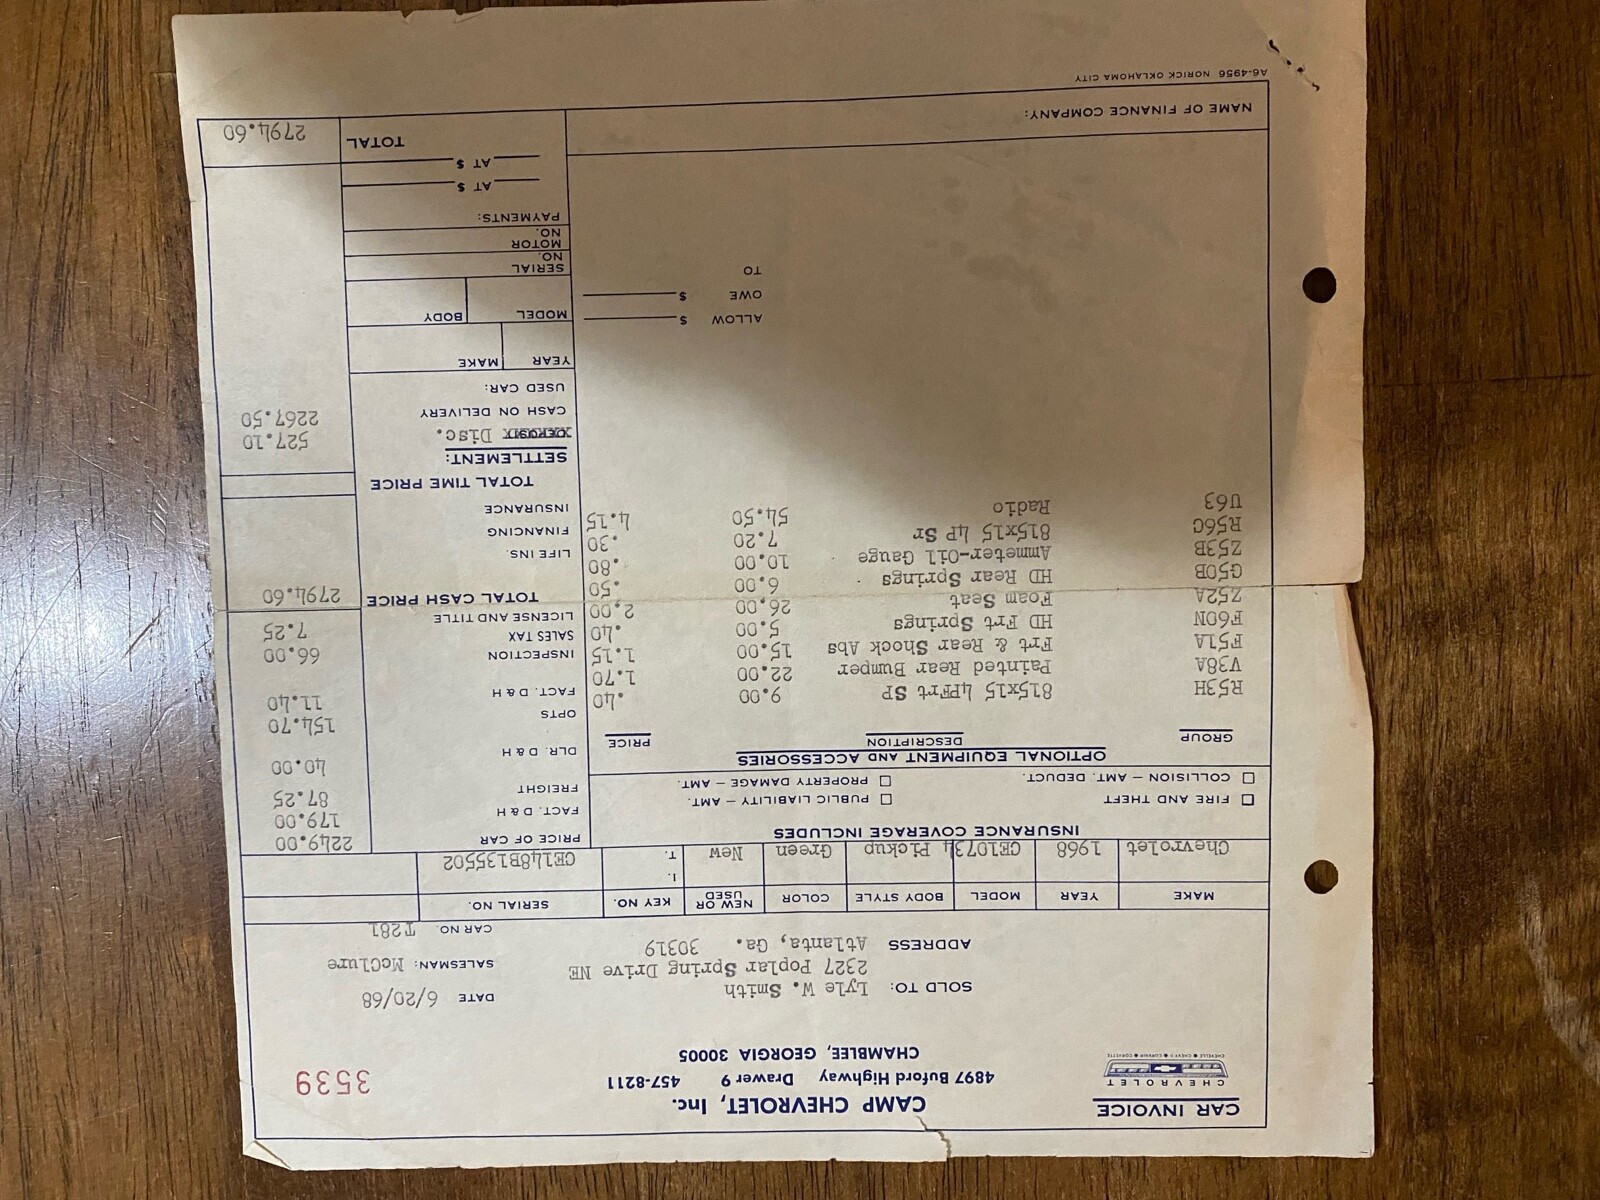 CAR INVOICE
CHEVROLET
CHEVELLE ● CHEVY II ● CORVAIR ● CORVETTE
CAMP CHEVROLET, Inc.
4897 Buford Highway Drawer 9 457-8211
CHAMBLEE, GEORGIA 30005
3539
SOLD TO: Lyle W. Smith
2327 Poplar Spring Drive NE
ADDRESS Atlanta, Ga. 30319
DATE 6/20/68
SALESMAN: McClure
CAR NO. T281
MAKE YEAR MODEL BODY STYLE COLOR NEW OR USED KEY NO. SERIAL NO.
Chevrolet 1968 CE10734 Pickup Green New I. T. CE148B135502
INSURANCE COVERAGE INCLUDES
FIRE AND THEFT PUBLIC LIABILITY – AMT.
COLLISION – AMT. DEDUCT. PROPERTY DAMAGE – AMT.
OPTIONAL EQUIPMENT AND ACCESSORIES
GROUP DESCRIPTION PRICE
R53H 815x15 4PFrt SP 9.00 .40
V38A Painted Rear Bumper 22.00 1.70
F51A Frt & Rear Shock Abs 15.00 1.15
F60N HD Frt Springs 5.00 .40
Z52A Foam Seat 26.00 2.00
G50B HD Rear Springs 6.00 .50
Z53B Ammeter-Oil Gauge 10.00 .80
R56G 815x15 4P Sr 7.20 .30
U63 Radio 54.50 4.15
PRICE OF CAR 2249.00
FACT. D & H 179.00
FREIGHT 87.25
DLR. D & H 40.00
OPTS 154.70
FACT. D & H 11.40
INSPECTION
SALES TAX 66.00
LICENSE AND TITLE 7.25
TOTAL CASH PRICE 2794.60
LIFE INS.
FINANCING
INSURANCE
TOTAL TIME PRICE
SETTLEMENT:
DEPOSIT Disc. 527.10
CASH ON DELIVERY 2267.50
USED CAR:
YEAR MAKE
MODEL BODY
SERIAL NO.
MOTOR NO.
PAYMENTS:
AT $
AT $
TOTAL 2794.60
ALLOW $
OWE $
TO
NAME OF FINANCE COMPANY:
A6-4956 NORICK OKLAHOMA CITY